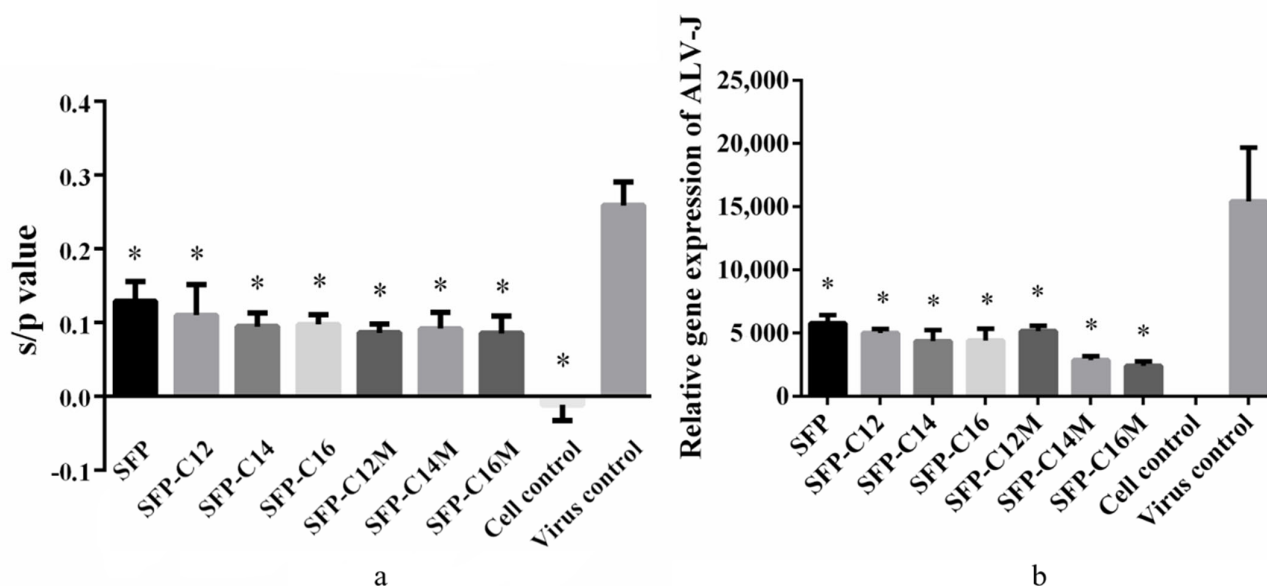 s/p value
0.4
0.3
0.2
0.1
0.0
-0.1
*
*
*
*
*
*
*
*
SFP
SFP-C12
SFP-C14
SFP-C16
SFP-C12M
SFP-C14M
SFP-C16M
Cell control
Virus control
a
Relative gene expression of ALV-J
25,000
20,000
15,000
10,000
5 000
0
*
*
*
*
*
*
*
SFP
SFP-C12
SFP-C14
SFP-C16
SFP-C12M
SFP-C14M
SFP-C16M
Cell control
Virus control
b